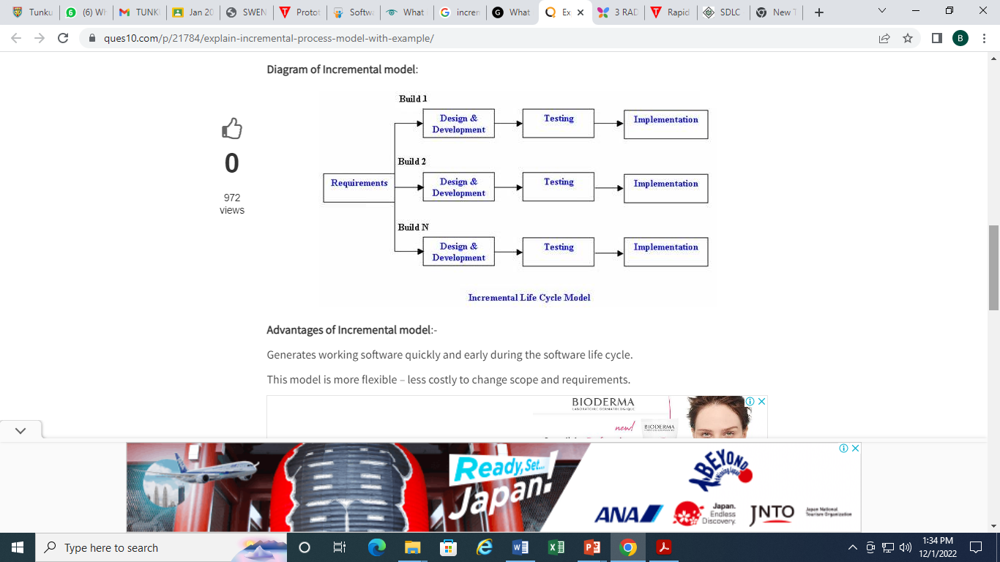 Tunku
(6) Wh
TUNKU
Jan 20
SWEN
Protot
Softwa
What
increm
What
Ex
3 RAD
Rapid
SDLC
New T
ques10.com/p/21784/explain-incremental-process-model-with-example/
B
Diagram of Incremental model:
0
972
views
Build 1
Design &
Development
Testing
Implementation
Build 2
Requirements
Design &
Development
Testing
Implementation
Build N
Design &
Development
Testing
Implementation
Incremental Life Cycle Model
Advantages of Incremental model:-
Generates working software quickly and early during the software life cycle.
This model is more flexible – less costly to change scope and requirements.
BIODERMA
LABORATOIRE DERMATOLOGIQUE
new!
BIODERMA
Ready, Set...
Japan!
BEYOND
ANA
Japan.
Endless
Discovery.
JNTO
Japan National
Tourism Organization
Type here to search
1:34 PM
12/1/2022